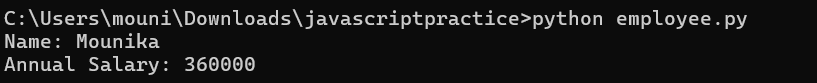 C:\Users\mouni\Downloads\javascriptpractice>python employee.py
Name: Mounika
Annual Salary: 360000